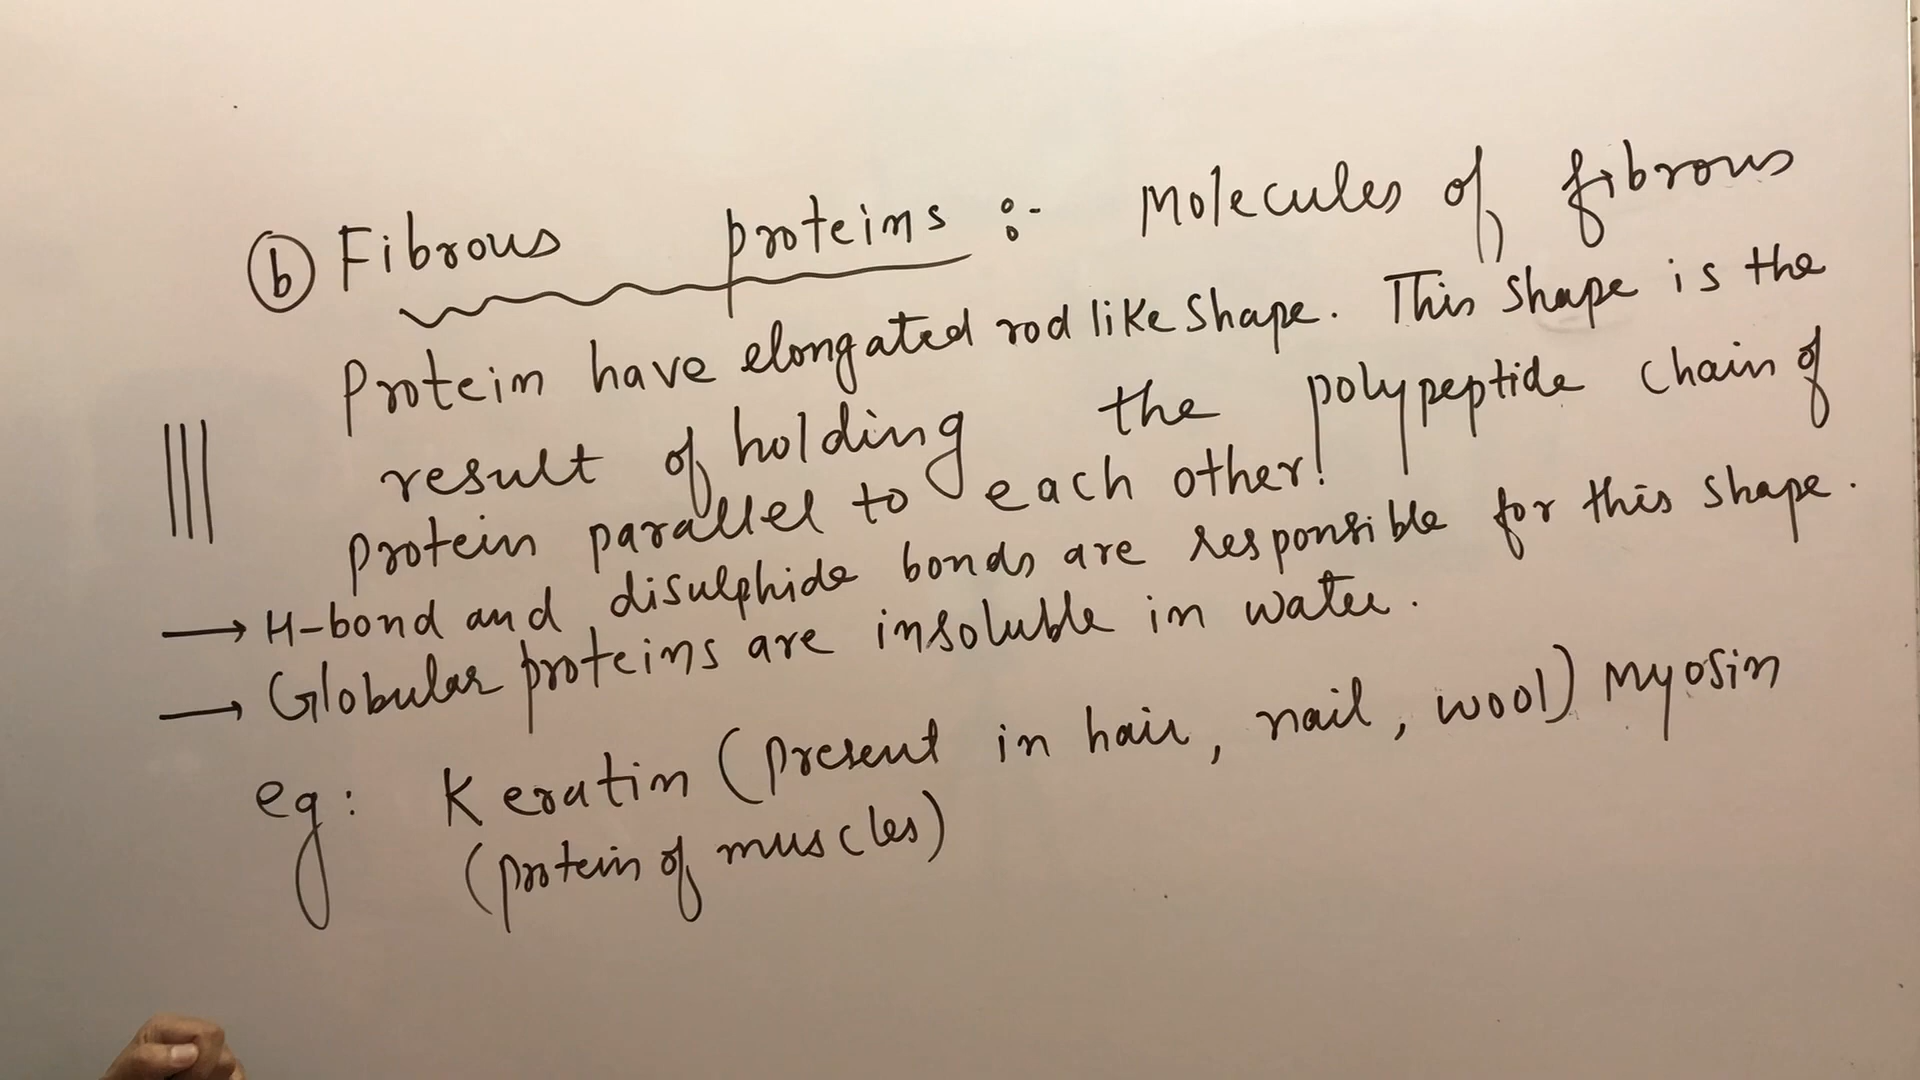 (b) Fibrous proteins :- Molecules of fibrous
Protein have elongated rod like shape. This shape is the
result of holding the polypeptide chain of
protein parallel to each other!
→ H-bond and disulphide bonds are responsible for this shape.
→ Globular proteins are insoluble in water.
eg: Keratin (present in hair, nail, wool) Myosin
(protein of muscles)